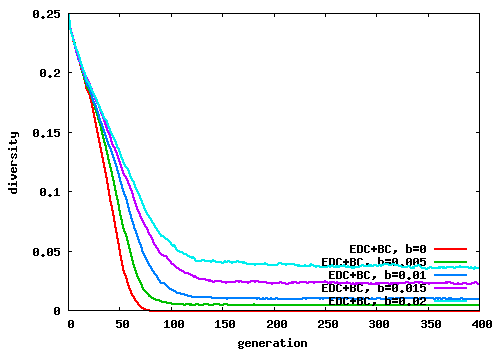 0.25
0.2
0.15
0.1
0.05
0
diversity
EDC+BC, b=0
EDC+BC, b=0.005
EDC+BC, b=0.01
EDC+BC, b=0.015
EDC+BC, b=0.02
0 50 100 150 200 250 300 350 400
generation